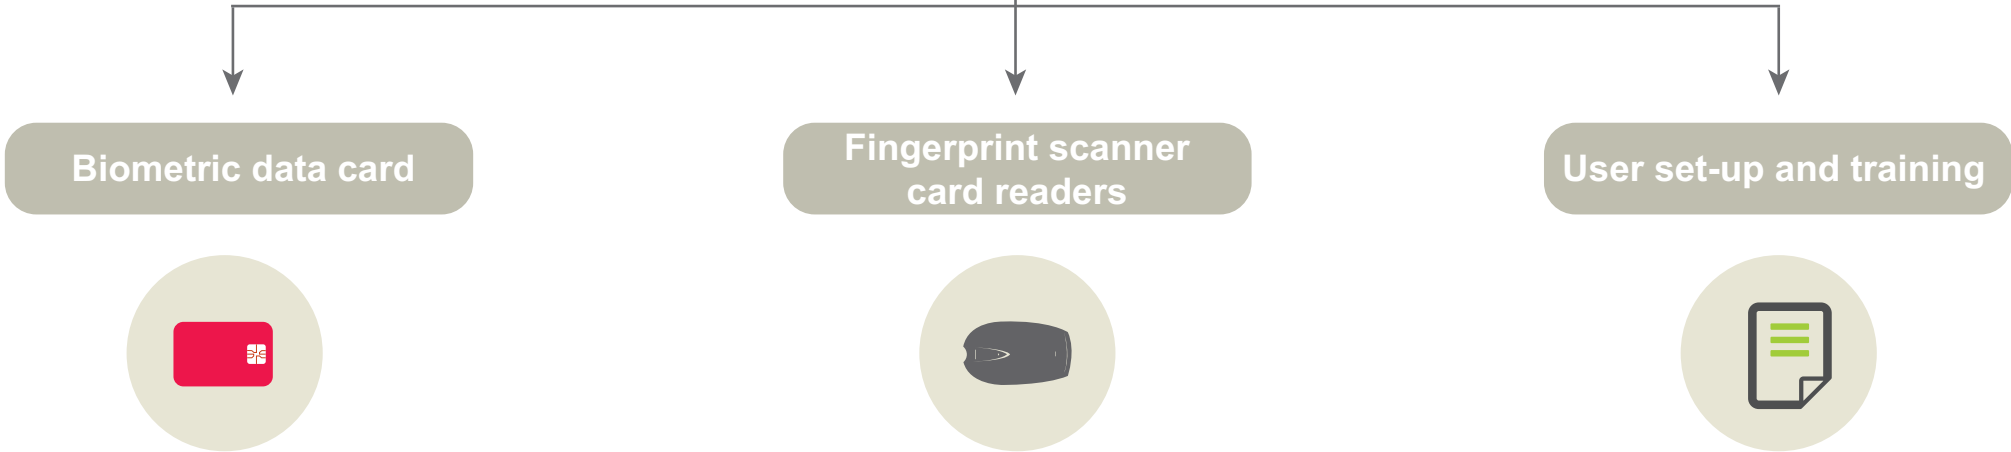 Biometric data card
Fingerprint scanner
card readers
User set-up and training